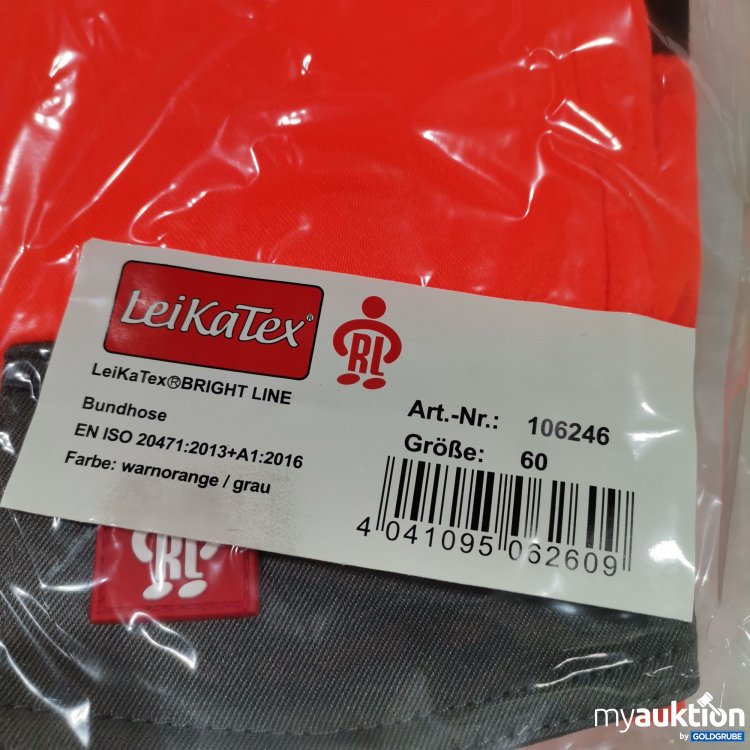 LeiKaTex®
RL
LeiKaTex®BRIGHT LINE
Bundhose
EN ISO 20471:2013+A1:2016
Farbe: warnorange / grau
Art.-Nr.: 106246
Größe: 60
4 041095 062609
RL
myauktion
by GOLDGRUBE